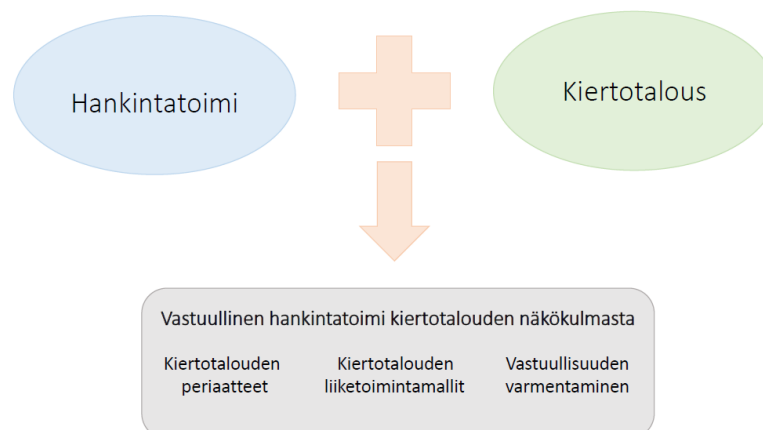 Hankintatoimi
Kiertotalous
Vastuullinen hankintatoimi kiertotalouden näkökulmasta
Kiertotalouden
periaatteet
Kiertotalouden
liiketoimintamallit
Vastuullisuuden
varmentaminen